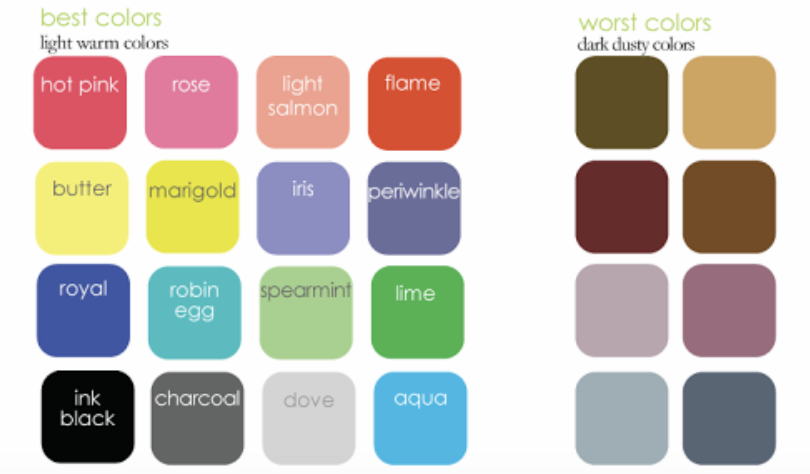 best colors
light warm colors
hot pink
rose
light
salmon
flame
butter
marigold
iris
periwinkle
royal
robin
egg
spearmint
lime
ink
black
charcoal
dove
aqua
worst colors
dark dusty colors